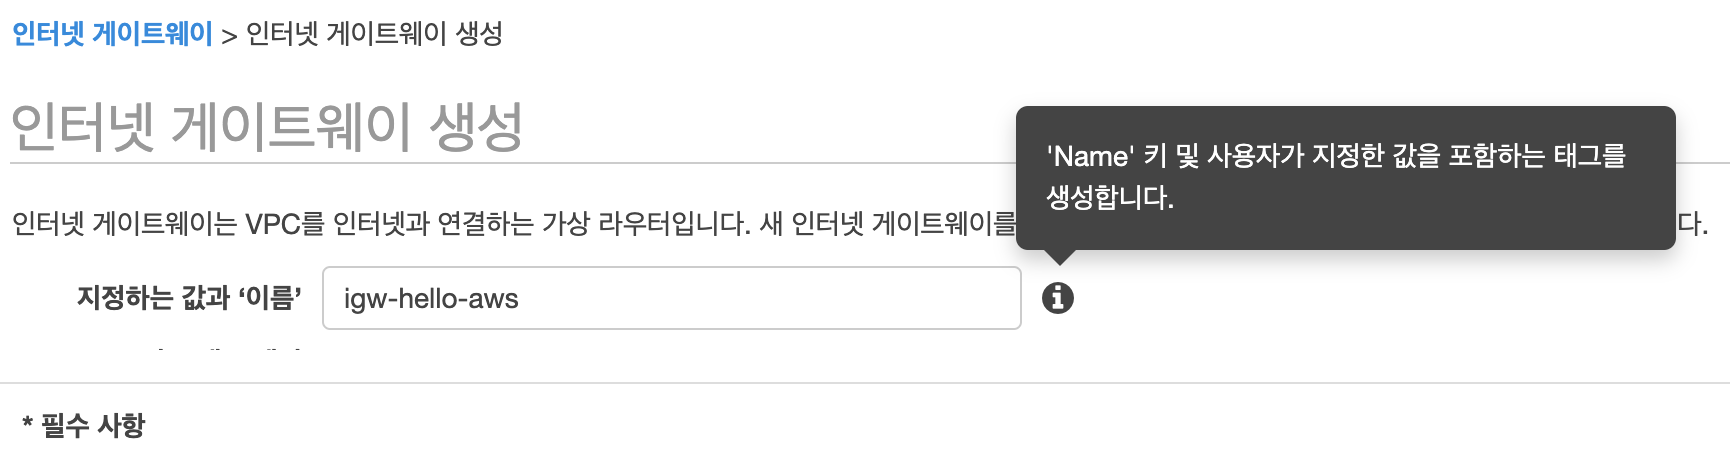 인터넷 게이트웨이 > 인터넷 게이트웨이 생성
인터넷 게이트웨이 생성
'Name' 키 및 사용자가 지정한 값을 포함하는 태그를
생성합니다.
인터넷 게이트웨이는 VPC를 인터넷과 연결하는 가상 라우터입니다. 새 인터넷 게이트웨이를 다.
지정하는 값과 ‘이름’ igw-hello-aws
* 필수 사항